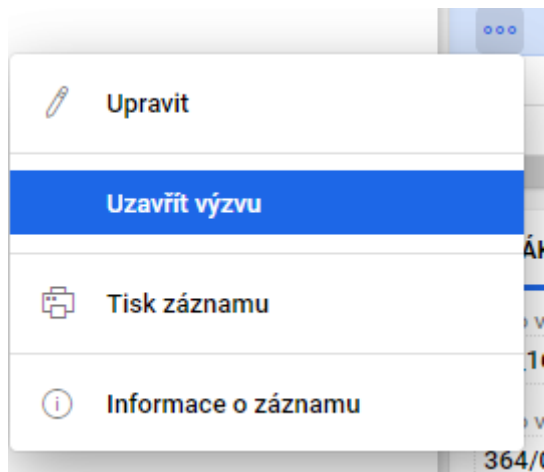 Upravit
Uzavřít výzvu
Tisk záznamu
Informace o záznamu
364/0